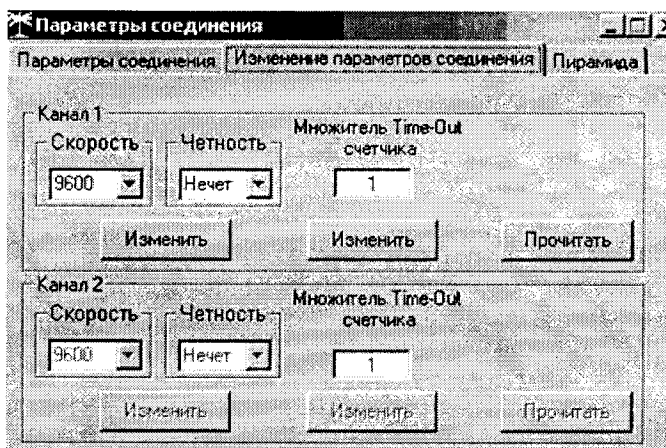 Параметры соединения
Параметры соединения Изменение параметров соединения Пирамида
Канал 1
Скорость Четность Множитель Time-Out
счетчика
9600 Нечет 1
Изменить Изменить Прочитать
Канал 2
Скорость Четность Множитель Time-Out
счетчика
9600 Нечет 1
Изменить Изменить Прочитать